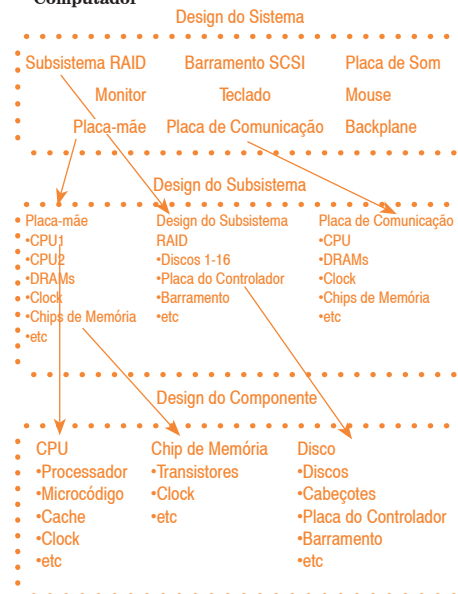 Computador
Design do Sistema
Subsistema RAID Barramento SCSI Placa de Som
Monitor Teclado Mouse
Placa-mãe Placa de Comunicação Backplane
Design do Subsistema
Placa-mãe
•CPU1
•CPU2
•DRAMs
•Clock
•Chips de Memória
•etc
Design do Subsistema
RAID
•Discos 1-16
•Placa do Controlador
•Barramento
•etc
Placa de Comunicação
•CPU
•DRAMs
•Clock
•Chips de Memória
•etc
Design do Componente
CPU
•Processador
•Microcódigo
•Cache
•Clock
•etc
Chip de Memória
•Transistores
•Clock
•etc
Disco
•Discos
•Cabeçotes
•Placa do Controlador
•Barramento
•etc